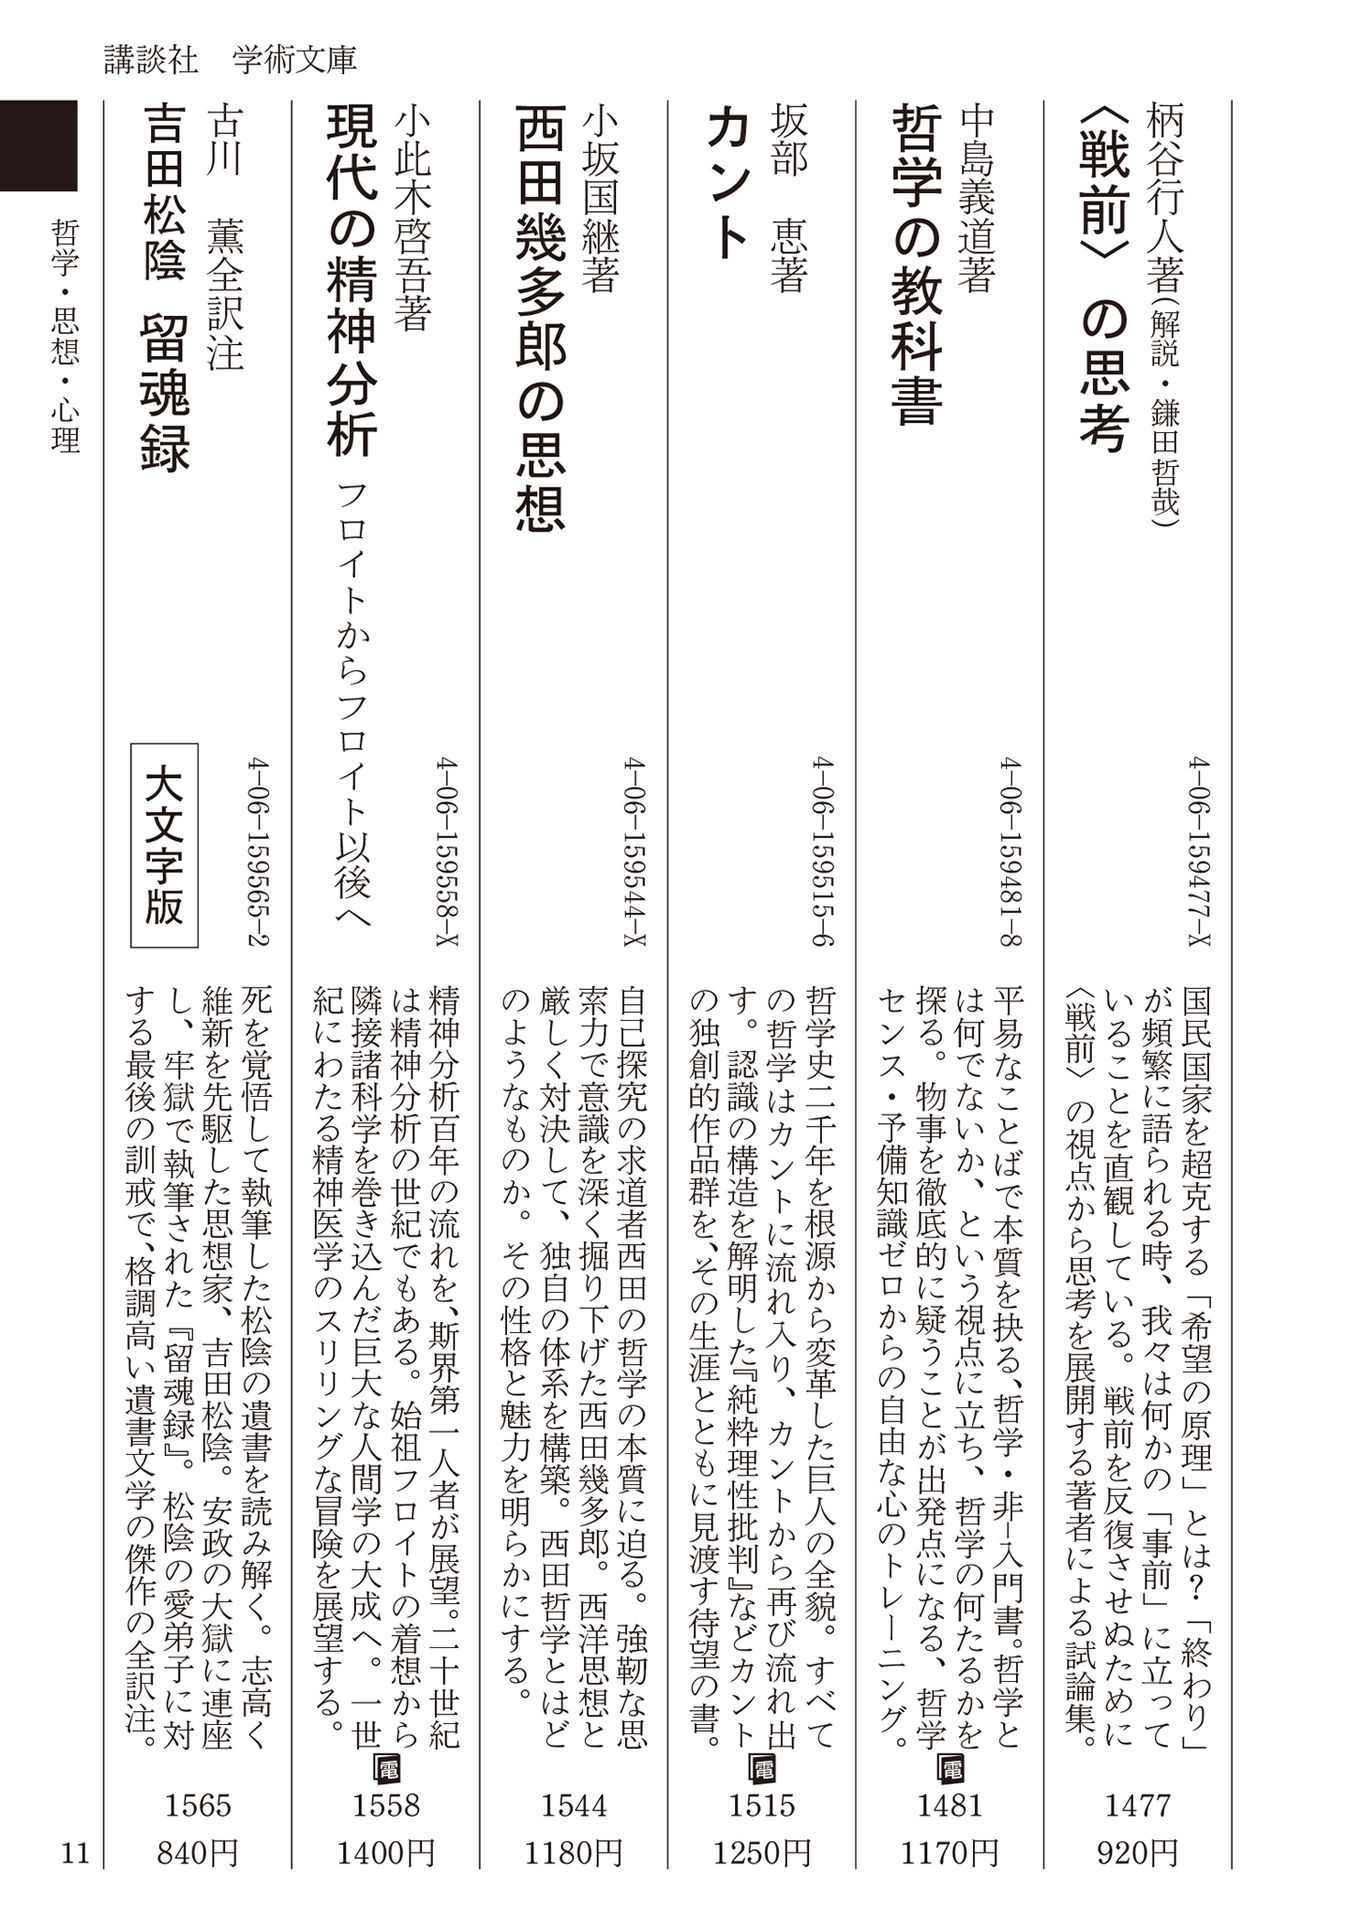 講談社　学術文庫
柄谷行人著(解説・鎌田哲哉)
〈戦前〉の思考
4-06-159477-X
国民国家を超克する「希望の原理」とは？「終わり」
が頻繁に語られる時、我々は何かの「事前」に立って
いることを直観している。戦前を反復させぬために
〈戦前〉の視点から思考を展開する著者による試論集。
1477
920円
中島義道著
哲学の教科書
4-06-159481-8
平易なことばで本質を抉る、哲学・非-入門書。哲学と
は何でないか、という視点に立ち、哲学の何たるかを
探る。物事を徹底的に疑うことが出発点になる、哲学
センス・予備知識ゼロからの自由な心のトレーニング。
電
1481
1170円
坂部　恵著
カント
4-06-159515-6
哲学史二千年を根源から変革した巨人の全貌。すべて
の哲学はカントに流れ入り、カントから再び流れ出
す。認識の構造を解明した『純粋理性批判』などカント
の独創的作品群を、その生涯とともに見渡す待望の書。
電
1515
1250円
小坂国継著
西田幾多郎の思想
4-06-159544-X
自己探究の求道者西田の哲学の本質に迫る。強靭な思
索力で意識を深く掘り下げた西田幾多郎。西洋思想と
厳しく対決して、独自の体系を構築。西田哲学とはど
のようなものか。その性格と魅力を明らかにする。
1544
1180円
小此木啓吾著
現代の精神分析　フロイトからフロイト以後へ
4-06-159558-X
精神分析百年の流れを、斯界第一人者が展望。二十世紀
は精神分析の世紀でもある。始祖フロイトの着想から
隣接諸科学を巻き込んだ巨大な人間学の大成へ。一世
紀にわたる精神医学のスリリングな冒険を展望する。
電
1558
1400円
古川　薫全訳注
吉田松陰　留魂録
4-06-159565-2
大文字版
死を覚悟して執筆した松陰の遺書を読み解く。志高く
維新を先駆した思想家、吉田松陰。安政の大獄に連座
し、牢獄で執筆された『留魂録』。松陰の愛弟子に対
する最後の訓戒で、格調高い遺書文学の傑作の全訳注。
1565
840円
哲学・思想・心理
11